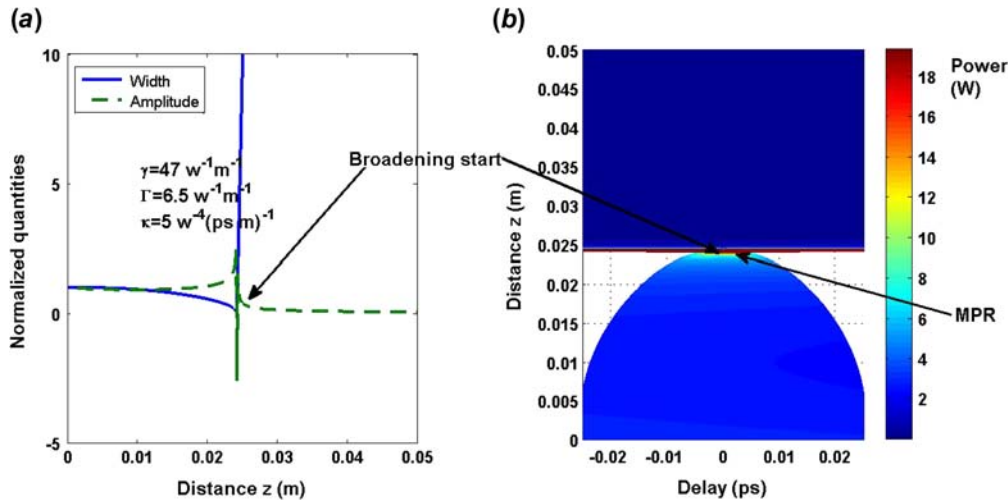 (a)
10
5
0
-5
0
0.01
0.02
0.03
0.04
0.05
Normalized quantities
Distance z (m)
Width
Amplitude
γ=47 w⁻¹m⁻¹
Γ=6.5 w⁻¹m⁻¹
κ=5 w⁻⁴(ps m)⁻¹
Broadening start
(b)
0.05
0.045
0.04
0.035
0.03
0.025
0.02
0.015
0.01
0.005
0
Distance z (m)
-0.02
-0.01
0
0.01
0.02
Delay (ps)
18
16
14
12
10
8
6
4
2
Power
(W)
MPR